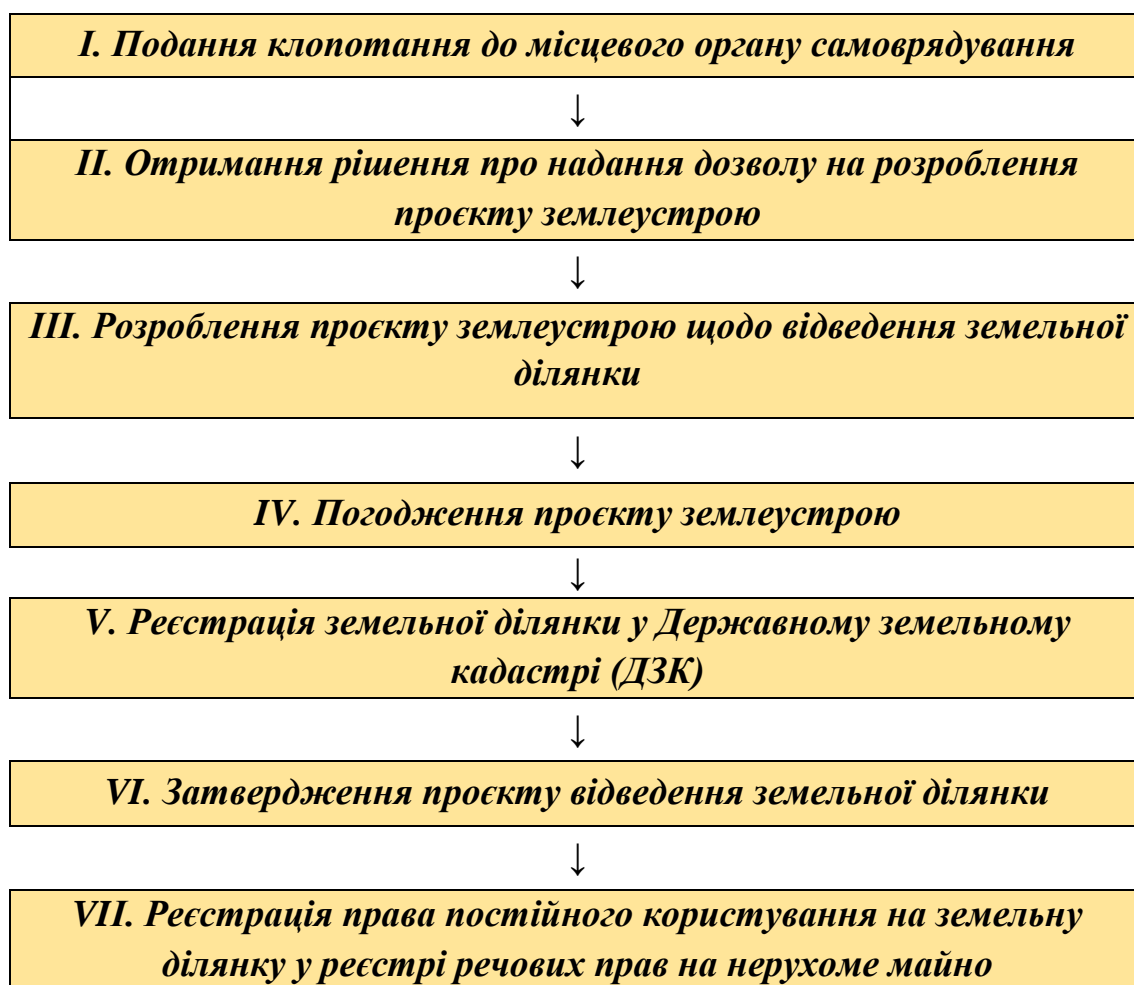 I. Подання клопотання до місцевого органу самоврядування
↓
II. Отримання рішення про надання дозволу на розроблення
проєкту землеустрою
↓
III. Розроблення проєкту землеустрою щодо відведення земельної
ділянки
↓
IV. Погодження проєкту землеустрою
↓
V. Реєстрація земельної ділянки у Державному земельному
кадастрі (ДЗК)
↓
VI. Затвердження проєкту відведення земельної ділянки
↓
VII. Реєстрація права постійного користування на земельну
ділянку у реєстрі речових прав на нерухоме майно